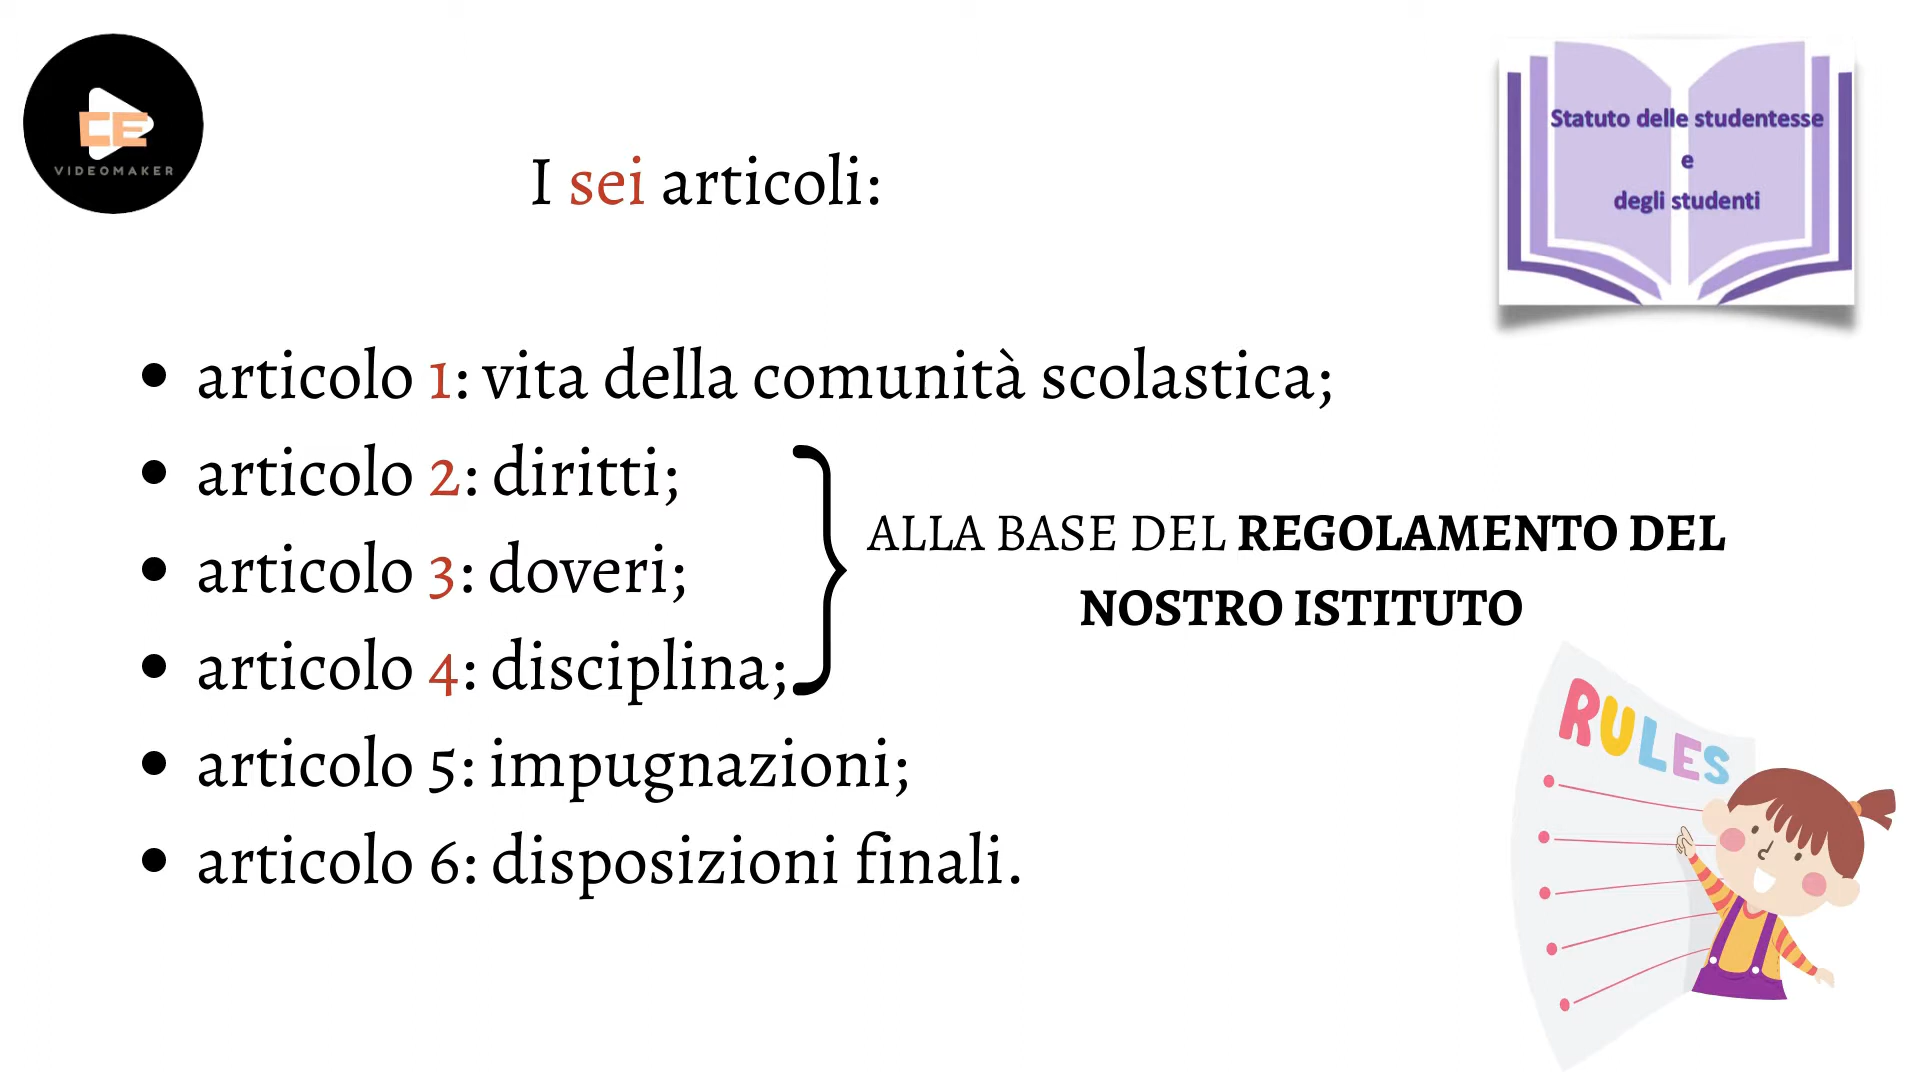 CE
VIDEOMAKER
Statuto delle studentesse
e
degli studenti
I sei articoli:
• articolo 1: vita della comunità scolastica;
• articolo 2: diritti;
• articolo 3: doveri;
• articolo 4: disciplina;
• articolo 5: impugnazioni;
• articolo 6: disposizioni finali.
ALLA BASE DEL REGOLAMENTO DEL
NOSTRO ISTITUTO
RULES